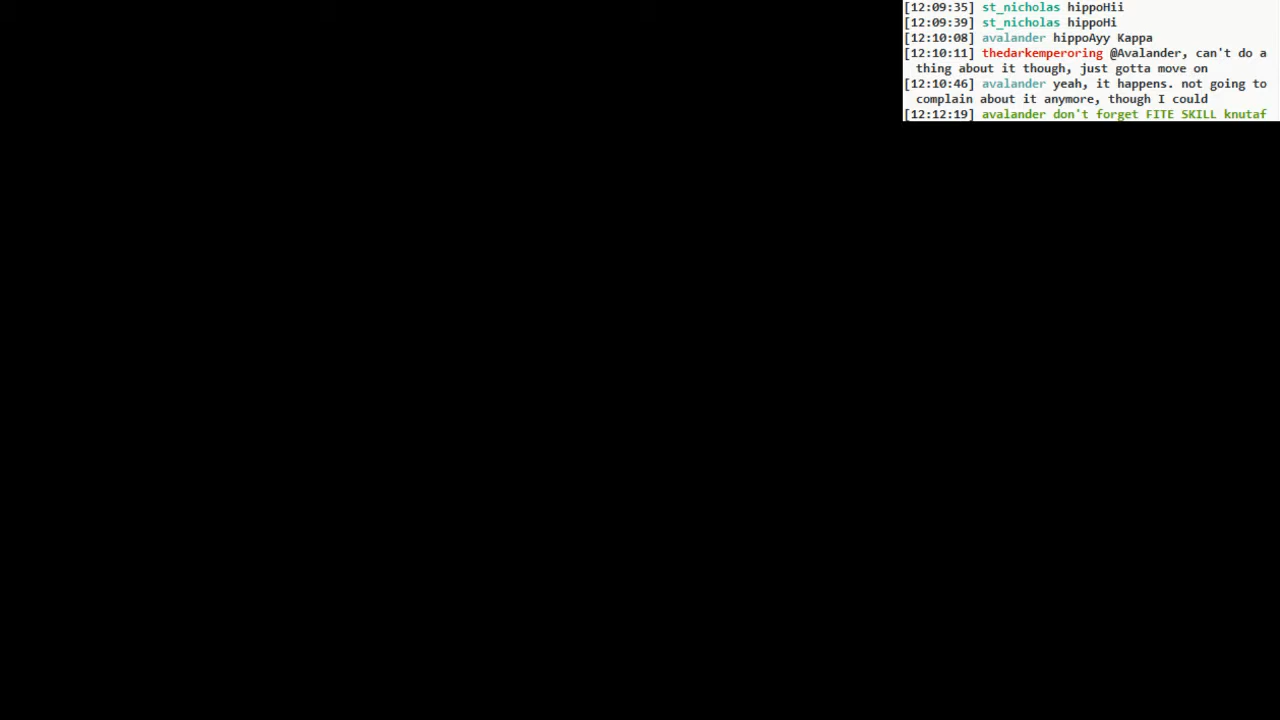 [12:09:35] st_nicholas hippoHii
[12:09:39] st_nicholas hippoHi
[12:10:08] avalander hippoAyy Kappa
[12:10:11] thedarkemperoring @Avalander, can't do a
thing about it though, just gotta move on
[12:10:46] avalander yeah, it happens. not going to
complain about it anymore, though I could
[12:12:19] avalander don't forget FITE SKILL knutaf